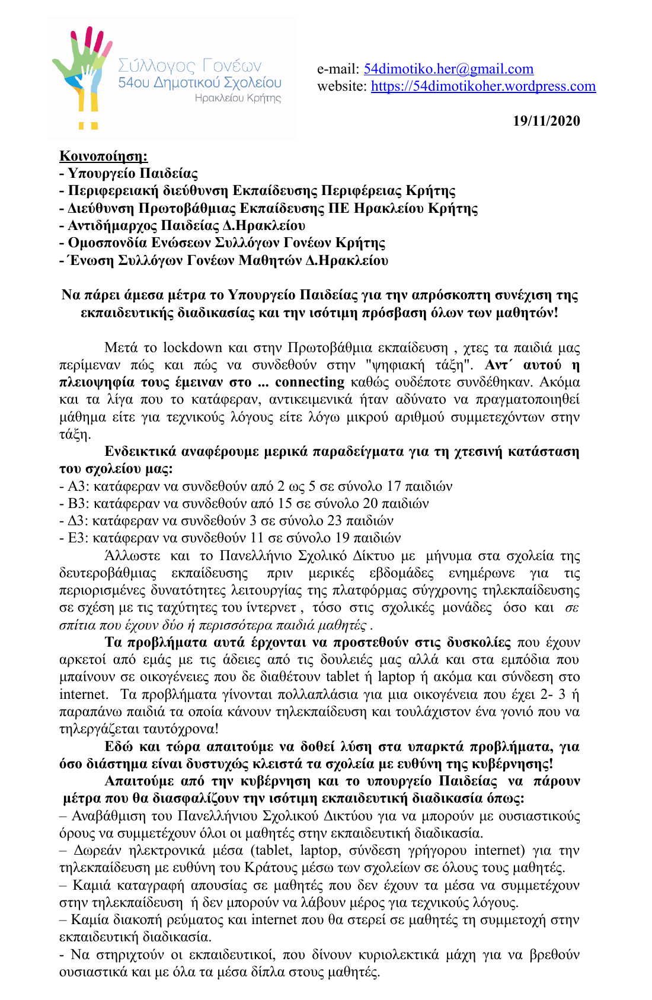 Σύλλογος Γονέων
54ου Δημοτικού Σχολείου
Ηρακλείου Κρήτης
e-mail: 54dimotiko.her@gmail.com
website: https://54dimotikoher.wordpress.com
19/11/2020
Κοινοποίηση:
- Υπουργείο Παιδείας
- Περιφερειακή διεύθυνση Εκπαίδευσης Περιφέρειας Κρήτης
- Διεύθυνση Πρωτοβάθμιας Εκπαίδευσης ΠΕ Ηρακλείου Κρήτης
- Αντιδήμαρχος Παιδείας Δ.Ηρακλείου
- Ομοσπονδία Ενώσεων Συλλόγων Γονέων Κρήτης
- Ένωση Συλλόγων Γονέων Μαθητών Δ.Ηρακλείου
Να πάρει άμεσα μέτρα το Υπουργείο Παιδείας για την απρόσκοπτη συνέχιση της
εκπαιδευτικής διαδικασίας και την ισότιμη πρόσβαση όλων των μαθητών!
Μετά το lockdown και στην Πρωτοβάθμια εκπαίδευση , χτες τα παιδιά μας
περίμεναν πώς και πώς να συνδεθούν στην "ψηφιακή τάξη". Αντ΄ αυτού η
πλειοψηφία τους έμειναν στο ... connecting καθώς ουδέποτε συνδέθηκαν. Ακόμα
και τα λίγα που το κατάφεραν, αντικειμενικά ήταν αδύνατο να πραγματοποιηθεί
μάθημα είτε για τεχνικούς λόγους είτε λόγω μικρού αριθμού συμμετεχόντων στην
τάξη.
Ενδεικτικά αναφέρουμε μερικά παραδείγματα για τη χτεσινή κατάσταση
του σχολείου μας:
- Α3: κατάφεραν να συνδεθούν από 2 ως 5 σε σύνολο 17 παιδιών
- Β3: κατάφεραν να συνδεθούν από 15 σε σύνολο 20 παιδιών
- Δ3: κατάφεραν να συνδεθούν 3 σε σύνολο 23 παιδιών
- Ε3: κατάφεραν να συνδεθούν 11 σε σύνολο 19 παιδιών
Άλλωστε και το Πανελλήνιο Σχολικό Δίκτυο με μήνυμα στα σχολεία της
δευτεροβάθμιας εκπαίδευσης πριν μερικές εβδομάδες ενημέρωνε για τις
περιορισμένες δυνατότητες λειτουργίας της πλατφόρμας σύγχρονης τηλεκπαίδευσης
σε σχέση με τις ταχύτητες του ίντερνετ , τόσο στις σχολικές μονάδες όσο και σε
σπίτια που έχουν δύο ή περισσότερα παιδιά μαθητές .
Τα προβλήματα αυτά έρχονται να προστεθούν στις δυσκολίες που έχουν
αρκετοί από εμάς με τις άδειες από τις δουλειές μας αλλά και στα εμπόδια που
μπαίνουν σε οικογένειες που δε διαθέτουν tablet ή laptop ή ακόμα και σύνδεση στο
internet. Τα προβλήματα γίνονται πολλαπλάσια για μια οικογένεια που έχει 2- 3 ή
παραπάνω παιδιά τα οποία κάνουν τηλεκπαίδευση και τουλάχιστον ένα γονιό που να
τηλεργάζεται ταυτόχρονα!
Εδώ και τώρα απαιτούμε να δοθεί λύση στα υπαρκτά προβλήματα, για
όσο διάστημα είναι δυστυχώς κλειστά τα σχολεία με ευθύνη της κυβέρνησης!
Απαιτούμε από την κυβέρνηση και το υπουργείο Παιδείας να πάρουν
μέτρα που θα διασφαλίζουν την ισότιμη εκπαιδευτική διαδικασία όπως:
– Αναβάθμιση του Πανελλήνιου Σχολικού Δικτύου για να μπορούν με ουσιαστικούς
όρους να συμμετέχουν όλοι οι μαθητές στην εκπαιδευτική διαδικασία.
– Δωρεάν ηλεκτρονικά μέσα (tablet, laptop, σύνδεση γρήγορου internet) για την
τηλεκπαίδευση με ευθύνη του Κράτους μέσω των σχολείων σε όλους τους μαθητές.
– Καμιά καταγραφή απουσίας σε μαθητές που δεν έχουν τα μέσα να συμμετέχουν
στην τηλεκπαίδευση ή δεν μπορούν να λάβουν μέρος για τεχνικούς λόγους.
– Καμία διακοπή ρεύματος και internet που θα στερεί σε μαθητές τη συμμετοχή στην
εκπαιδευτική διαδικασία.
- Να στηριχτούν οι εκπαιδευτικοί, που δίνουν κυριολεκτικά μάχη για να βρεθούν
ουσιαστικά και με όλα τα μέσα δίπλα στους μαθητές.